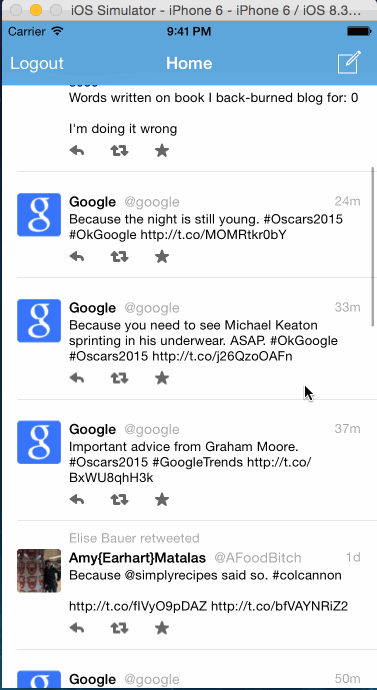 iOS Simulator - iPhone 6 - iPhone 6 / iOS 8.3...
Carrier 9:41 PM
Logout Home
Words written on book I back-burned blog for: 0
I'm doing it wrong
Google @google 24m
Because the night is still young. #Oscars2015
#OkGoogle http://t.co/MOMRtkr0bY
Google @google 33m
Because you need to see Michael Keaton
sprinting in his underwear. ASAP. #OkGoogle
#Oscars2015 http://t.co/j26QzoOAFn
Google @google 37m
Important advice from Graham Moore.
#Oscars2015 #GoogleTrends http://t.co/
BxWU8qhH3k
Elise Bauer retweeted
Amy{Earhart}Matalas @AFoodBitch 1d
Because @simplyrecipes said so. #colcannon
http://t.co/flVyO9pDAZ http://t.co/bfVAYNRiZ2
Google @google 50m